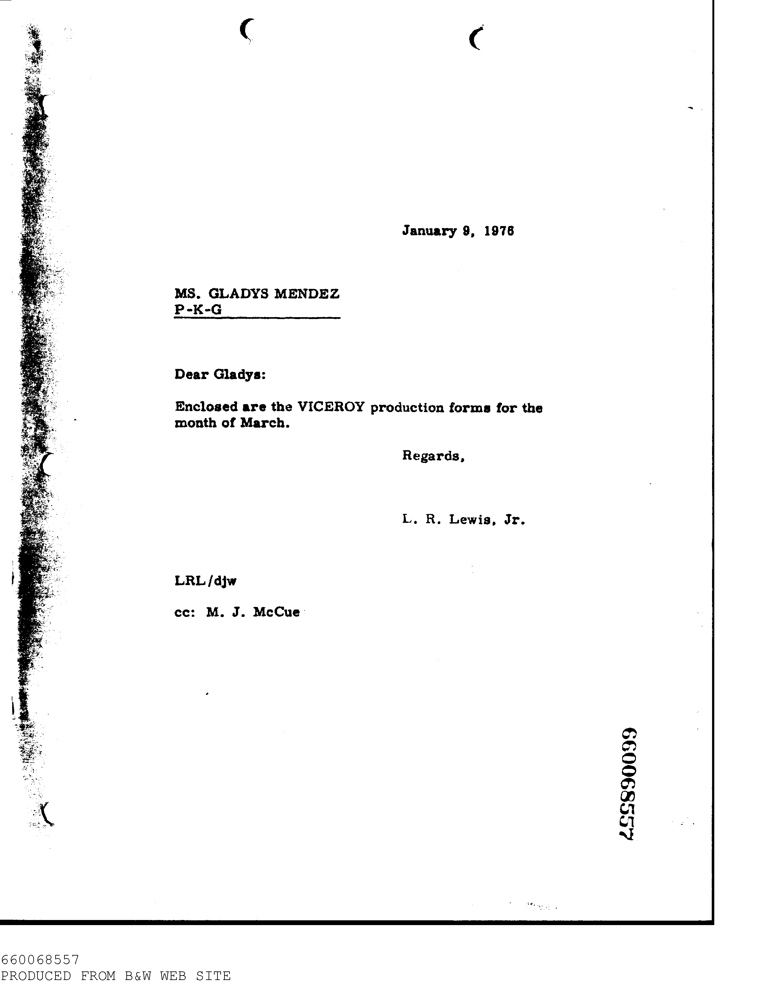 January 9, 1976
MS. GLADYS MENDEZ
P-K-G
Dear Gladys:
Enclosed are the VICEROY production forms for the
month of March.
Regards,
L. R. Lewis, Jr.
LRL/djw
cc: M. J. McCue
660068557
660068557
PRODUCED FROM B&W WEB SITE